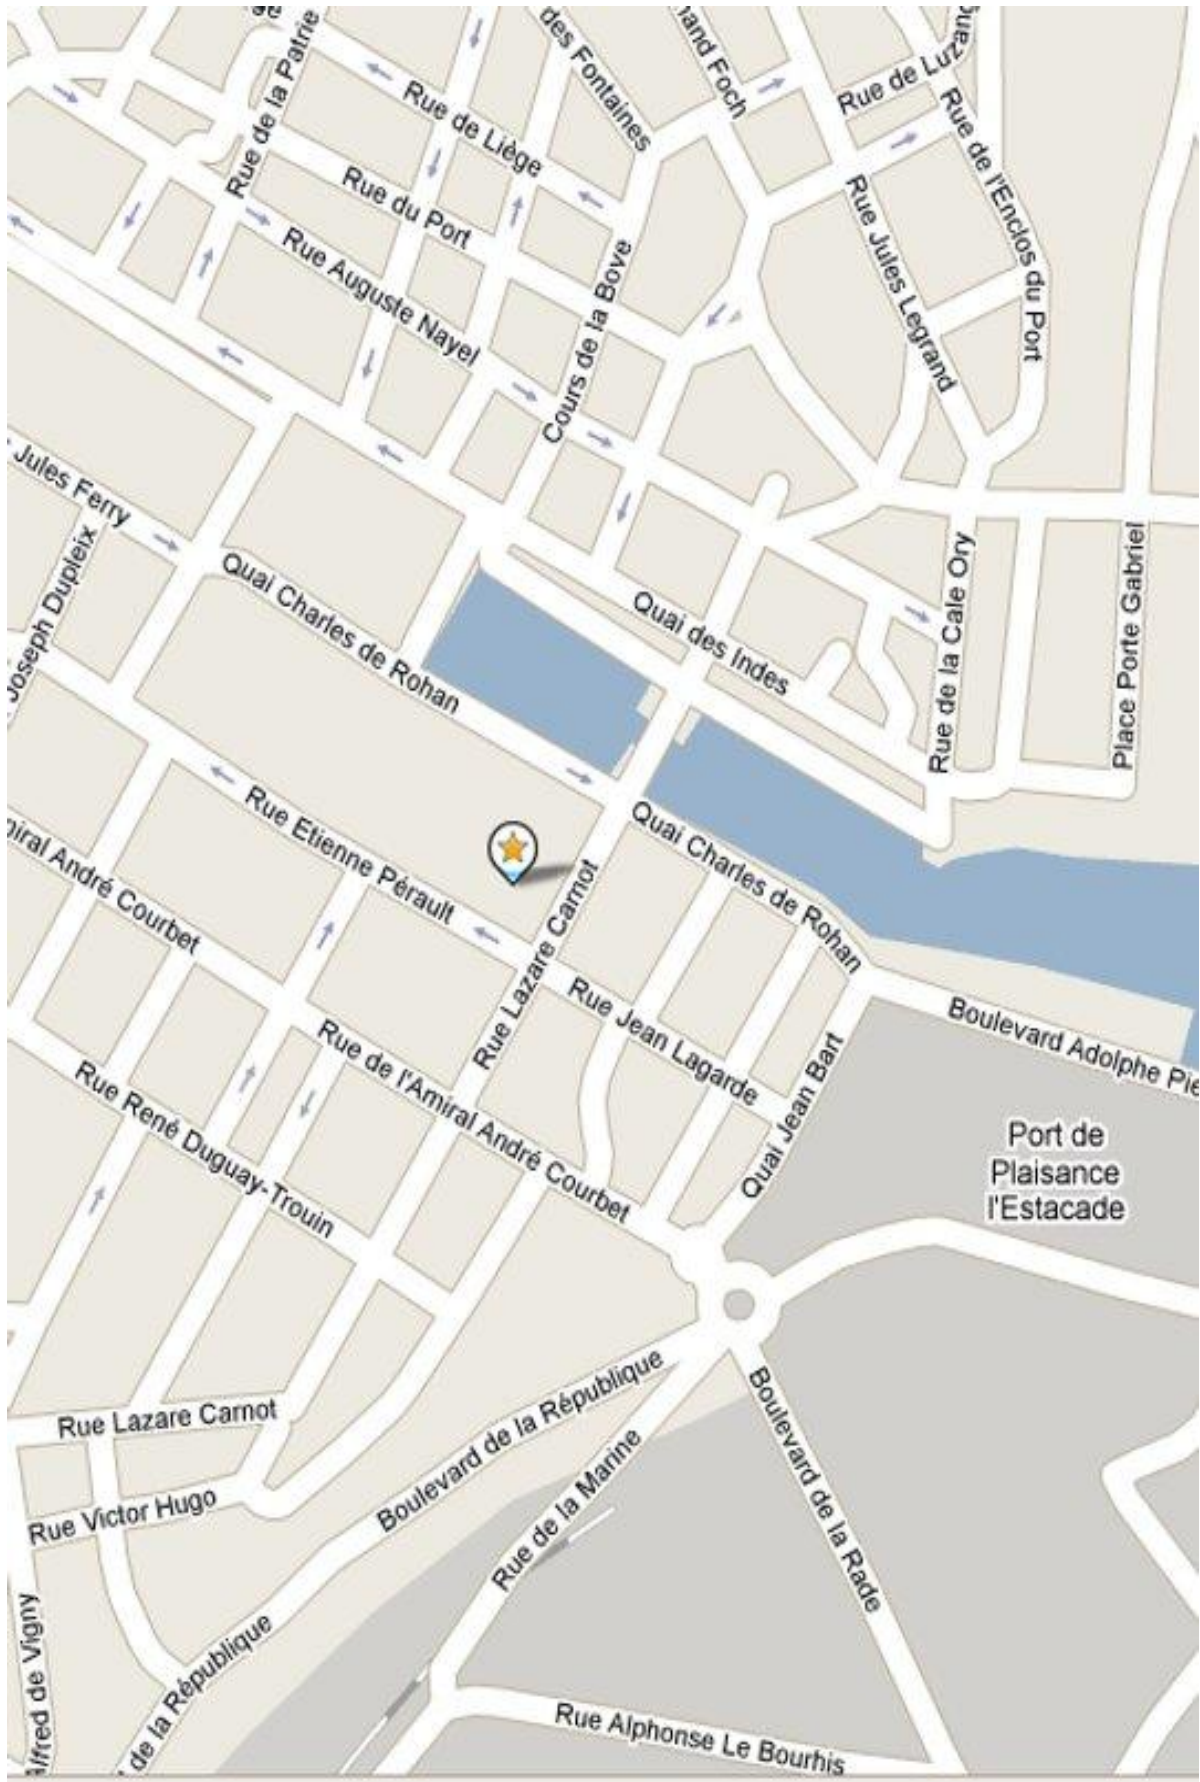 Rue de la Patrie
des Fontaines
Foch
Rue de Luzan
Rue de Liége
Rue de l'Enclos du Port
Rue du Port
Rue Jules Legrand
Rue Auguste Nayel
Cours de la Bove
Jules Ferry
Joseph Dupleix
Quai Charles de Rohan
Quai des Indes
Rue de la Cale Ory
Place Porte Gabriel
Rue Etienne Pérault
Quai Charles de Rohan
miral André Courbet
Rue Lazare Carnot
Rue Jean Lagarde
Boulevard Adolphe Pie
Rue de l'Amiral André Courbet
Quai Jean Bart
Rue René Duguay-Trouin
Port de
Plaisance
l'Estacade
Rue Lazare Carnot
Boulevard de la République
Rue Victor Hugo
Rue de la Marine
Boulevard de la Rade
Alfred de Vigny
de la République
Rue Alphonse Le Bourhis